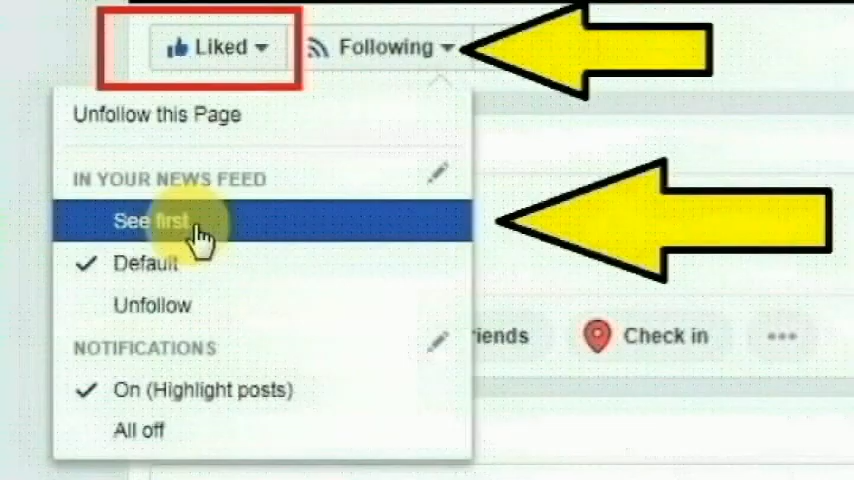 Liked Following
Unfollow this Page
IN YOUR NEWS FEED
See first
Default
Unfollow
riends Check in
NOTIFICATIONS
On (Highlight posts)
All off